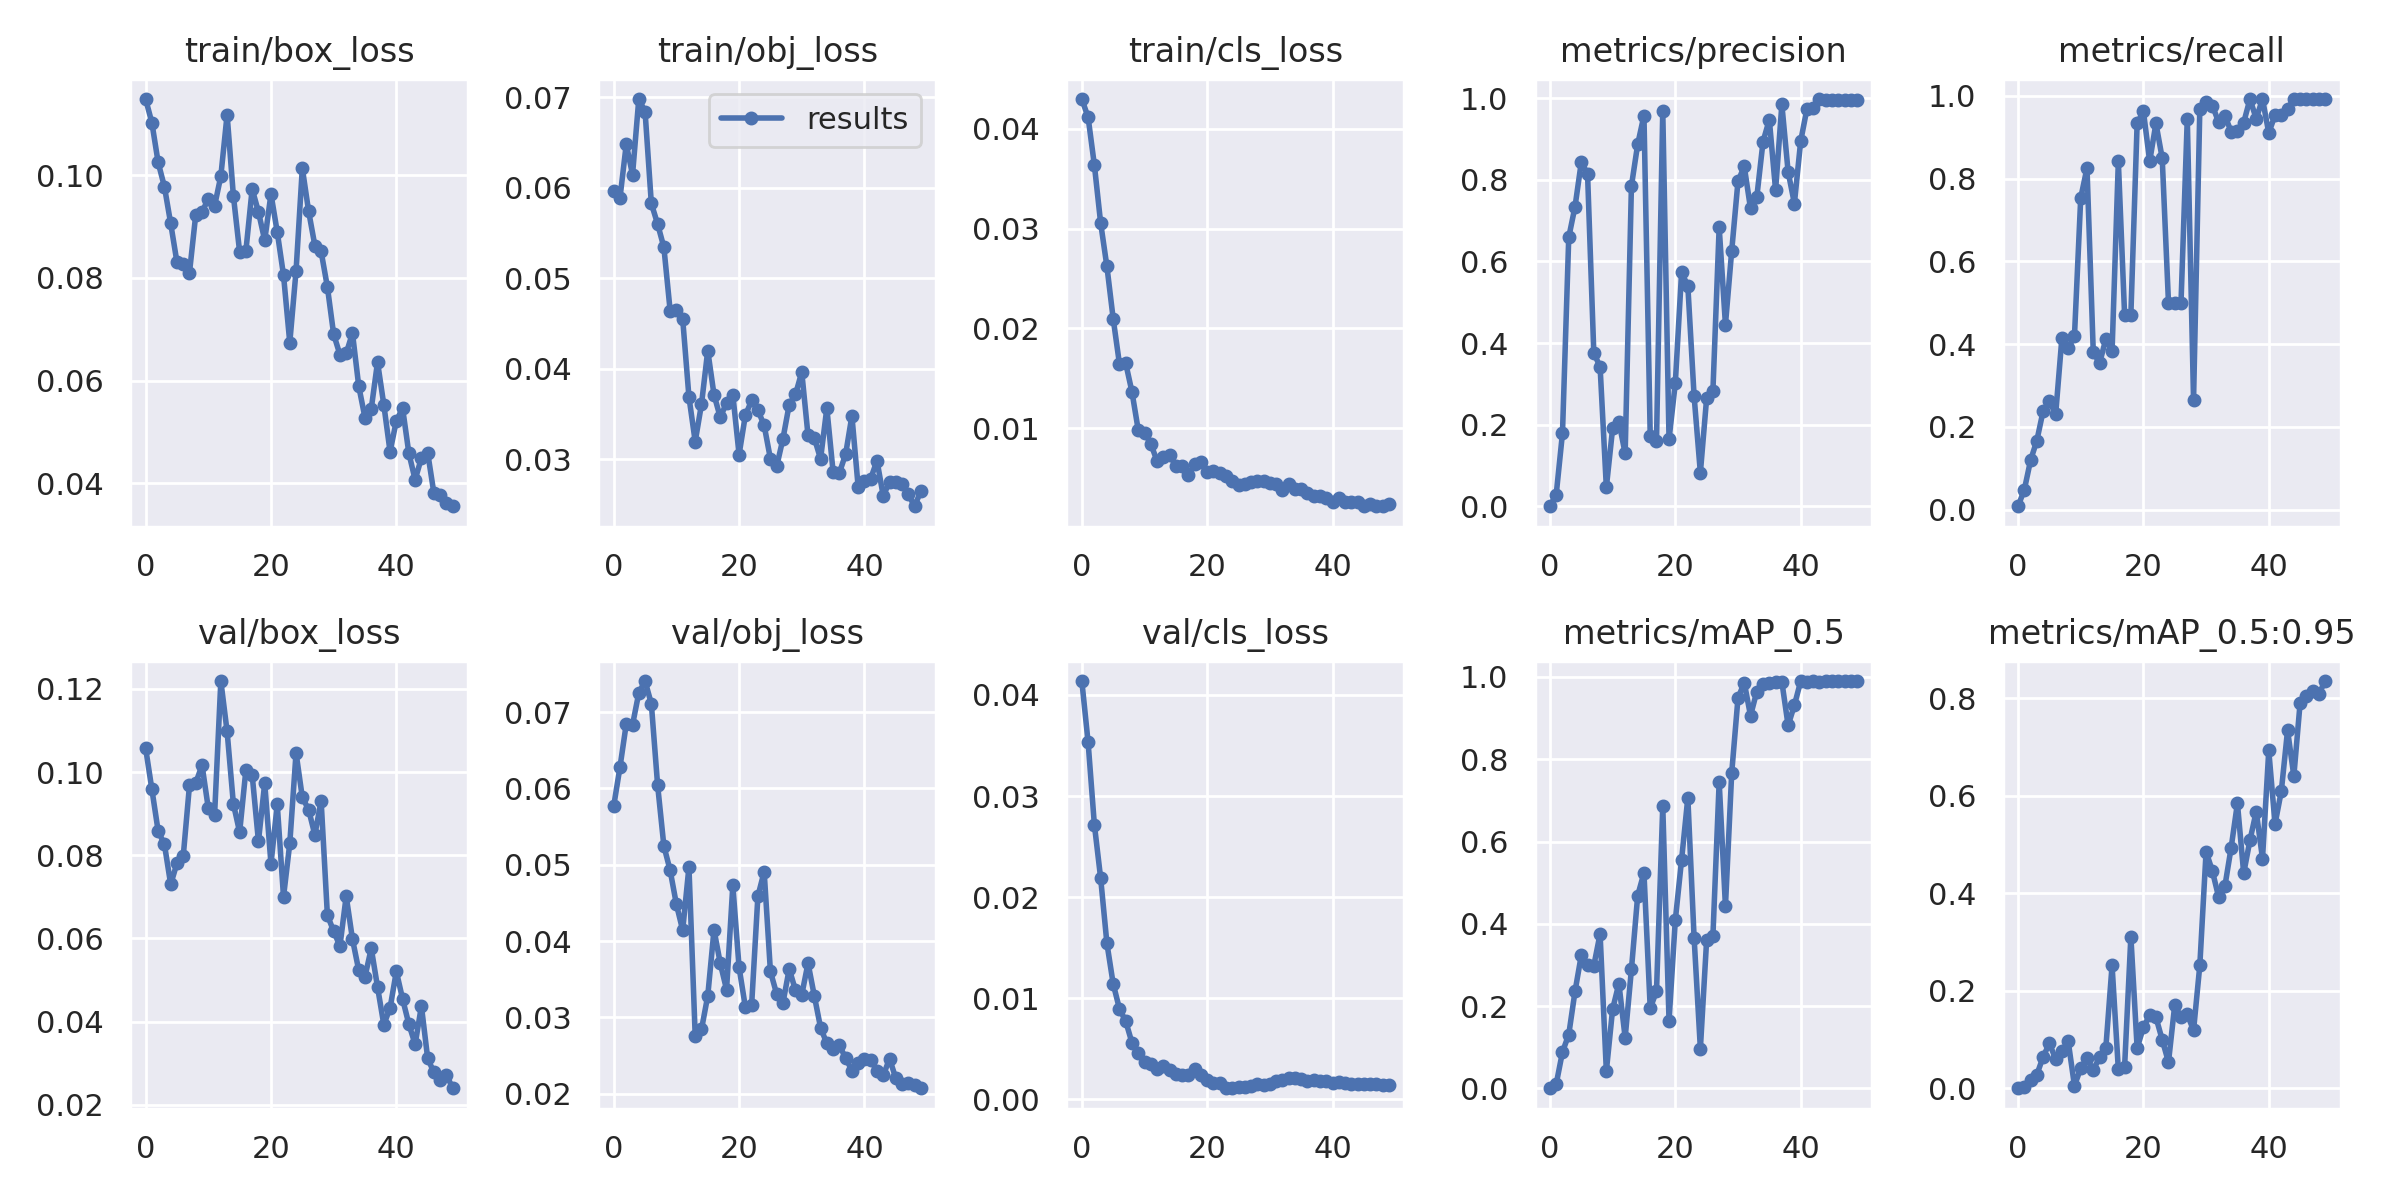 train/box_loss
train/obj_loss
train/cls_loss
metrics/precision
metrics/recall
0.10
0.08
0.06
0.04
0 20 40
results
0.07
0.06
0.05
0.04
0.03
0 20 40
0.04
0.03
0.02
0.01
0 20 40
1.0
0.8
0.6
0.4
0.2
0.0
0 20 40
1.0
0.8
0.6
0.4
0.2
0.0
0 20 40
val/box_loss
val/obj_loss
val/cls_loss
metrics/mAP_0.5
metrics/mAP_0.5:0.95
0.12
0.10
0.08
0.06
0.04
0.02
0 20 40
0.07
0.06
0.05
0.04
0.03
0.02
0 20 40
0.04
0.03
0.02
0.01
0.00
0 20 40
1.0
0.8
0.6
0.4
0.2
0.0
0 20 40
0.8
0.6
0.4
0.2
0.0
0 20 40